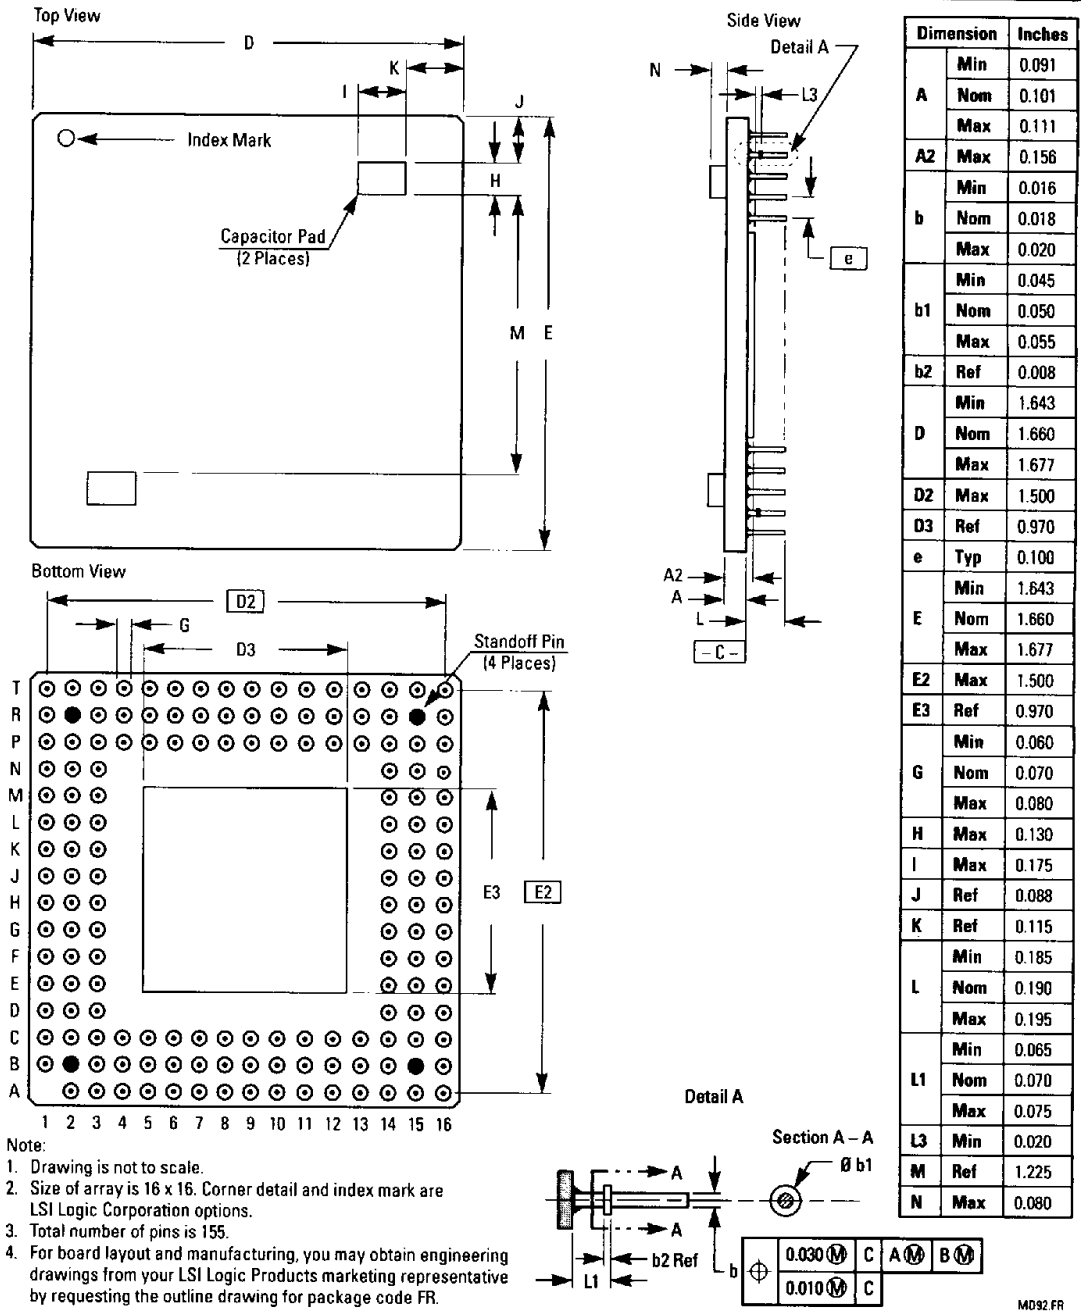 Top View
D
K
I
J
Index Mark
H
Capacitor Pad
(2 Places)
M E
Side View
Detail A
N
L3
e
A2
A
L
– C –
Bottom View
D2
G
D3
Standoff Pin
(4 Places)
T
R
P
N
M
L
K
J
H
G
F
E
D
C
B
A
E3 E2
1 2 3 4 5 6 7 8 9 10 11 12 13 14 15 16
Note:
1. Drawing is not to scale.
2. Size of array is 16 x 16. Corner detail and index mark are
LSI Logic Corporation options.
3. Total number of pins is 155.
4. For board layout and manufacturing, you may obtain engineering
drawings from your LSI Logic Products marketing representative
by requesting the outline drawing for package code FR.
Detail A
Section A – A
A
Ø b1
A
b2 Ref
L1
b
0.030 Ⓜ C A Ⓜ B Ⓜ
0.010 Ⓜ C
Dimension Inches
A Min 0.091
Nom 0.101
Max 0.111
A2 Max 0.156
b Min 0.016
Nom 0.018
Max 0.020
b1 Min 0.045
Nom 0.050
Max 0.055
b2 Ref 0.008
D Min 1.643
Nom 1.660
Max 1.677
D2 Max 1.500
D3 Ref 0.970
e Typ 0.100
E Min 1.643
Nom 1.660
Max 1.677
E2 Max 1.500
E3 Ref 0.970
G Min 0.060
Nom 0.070
Max 0.080
H Max 0.130
I Max 0.175
J Ref 0.088
K Ref 0.115
L Min 0.185
Nom 0.190
Max 0.195
L1 Min 0.065
Nom 0.070
Max 0.075
L3 Min 0.020
M Ref 1.225
N Max 0.080
MD92.FR